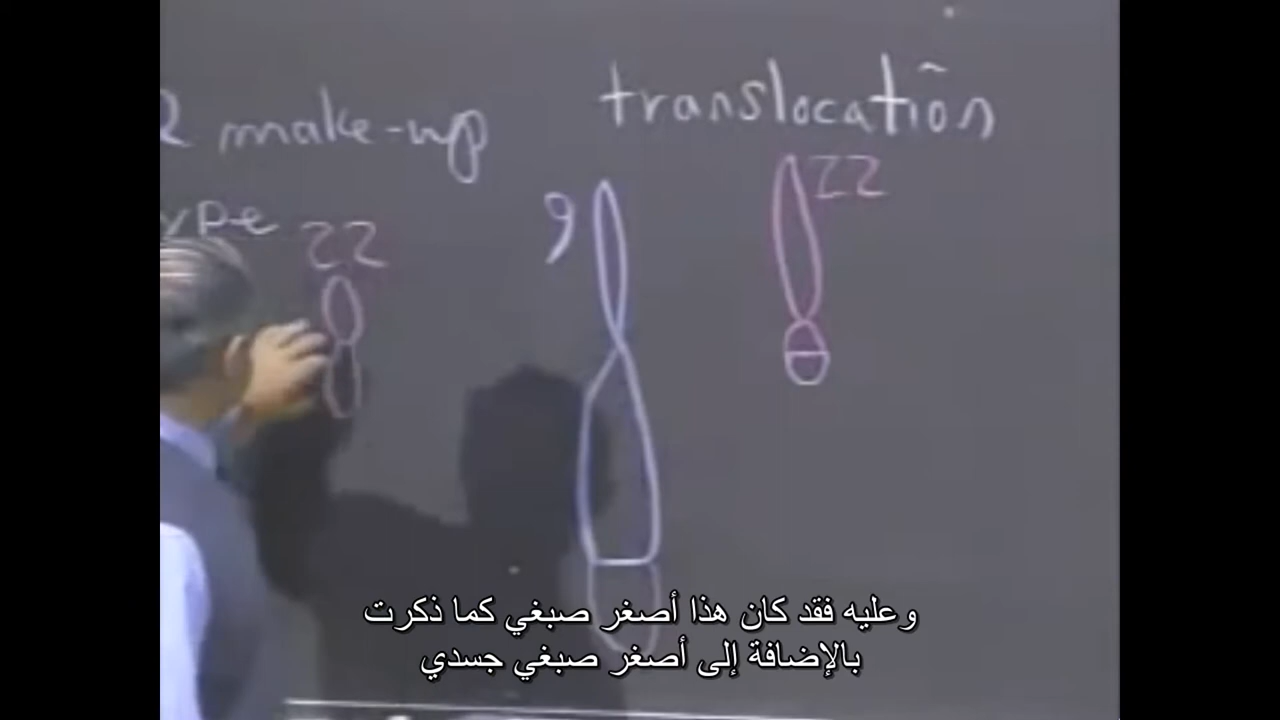 make-up
translocation
ype
22
9
22
وعليه فقد كان هذا أصغر صبغي كما ذكرت
بالإضافة إلى أصغر صبغي جسدي